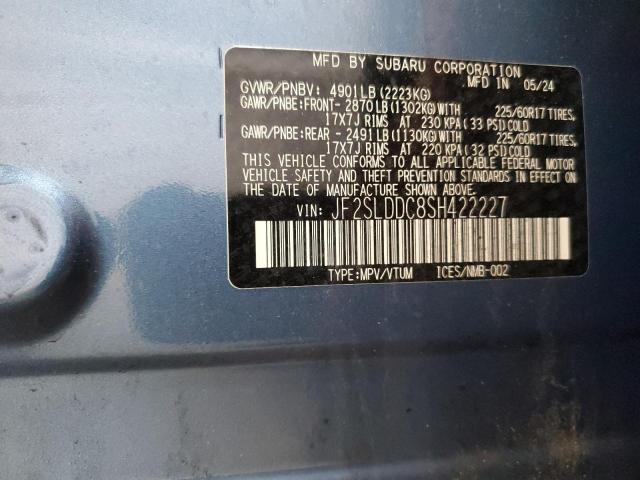 MFD BY SUBARU CORPORATION
MFD IN 05/24
GVWR/PNBV: 4901LB(2223KG)
GAWR/PNBE:FRONT- 2870LB(1302KG)WITH 225/60R17 TIRES,
17X7J RIMS AT 230 KPA(33 PSI)COLD
GAWR/PNBE:REAR - 2491LB(1130KG)WITH 225/60R17 TIRES,
17X7J RIMS AT 220 KPA(32 PSI)COLD
THIS VEHICLE CONFORMS TO ALL APPLICABLE FEDERAL MOTOR
VEHICLE SAFETY AND THEFT PREVENTION STANDARDS IN EFFECT
ON THE DATE OF MANUFACTURE SHOWN ABOVE.
VIN: JF2SLDDC8SH422227
TYPE:MPV/VTUM ICES/NMB-002